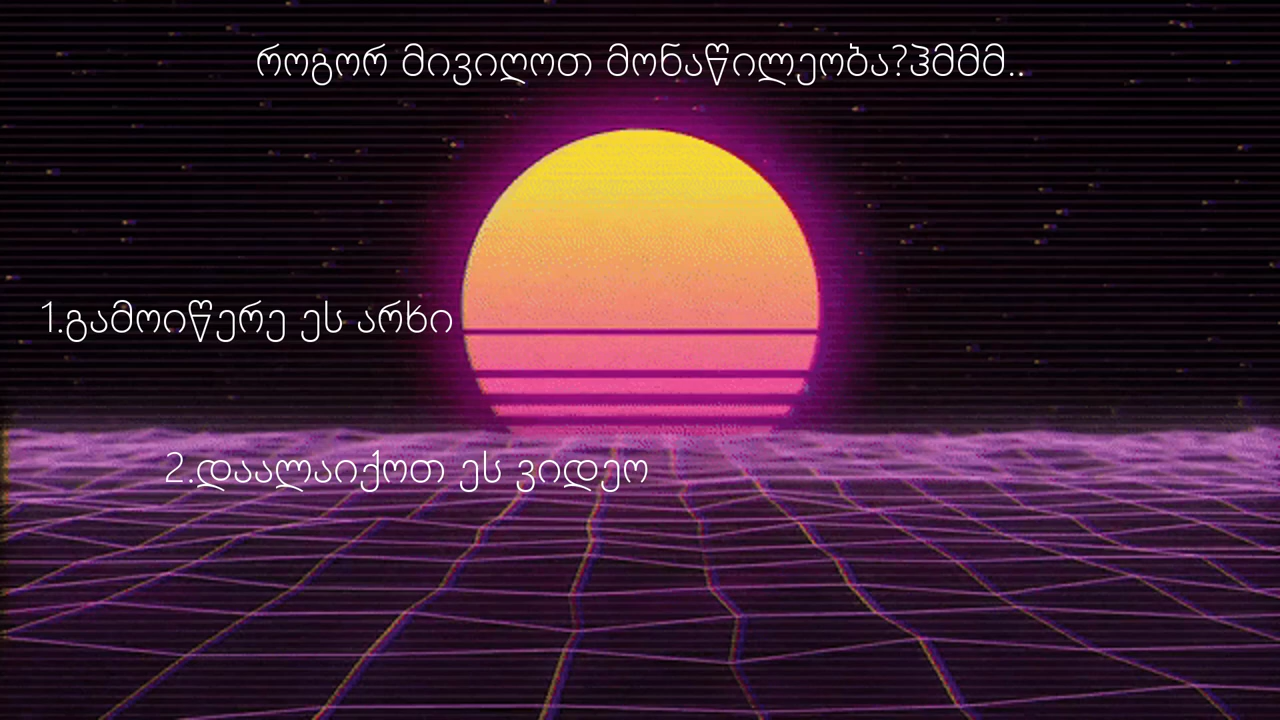 როგორ მივიღოთ მონაწილეობა?ჰმმმ..
1.გამოიწერე ეს არხი
2.დაალაიქოთ ეს ვიდეო